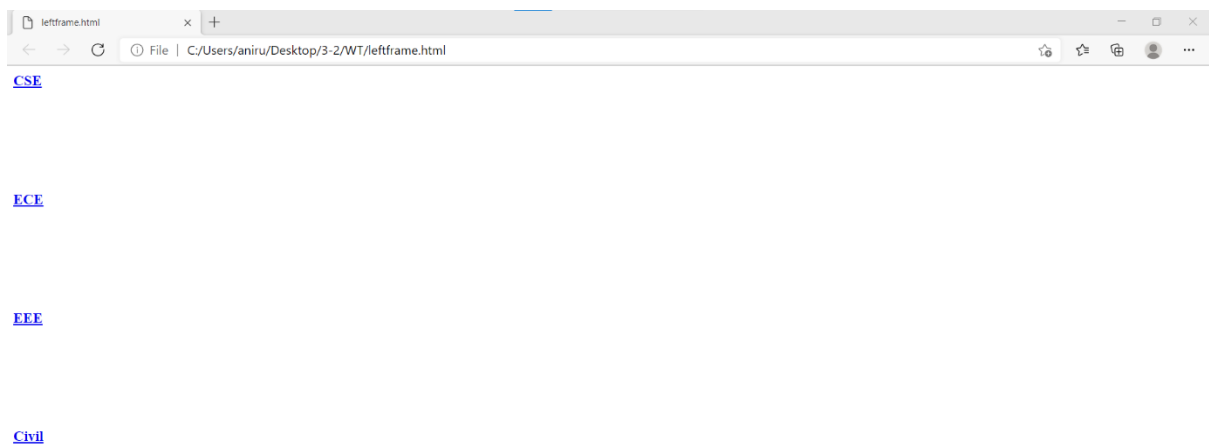 leftframe.html
File | C:/Users/aniru/Desktop/3-2/WT/leftframe.html
CSE
ECE
EEE
Civil